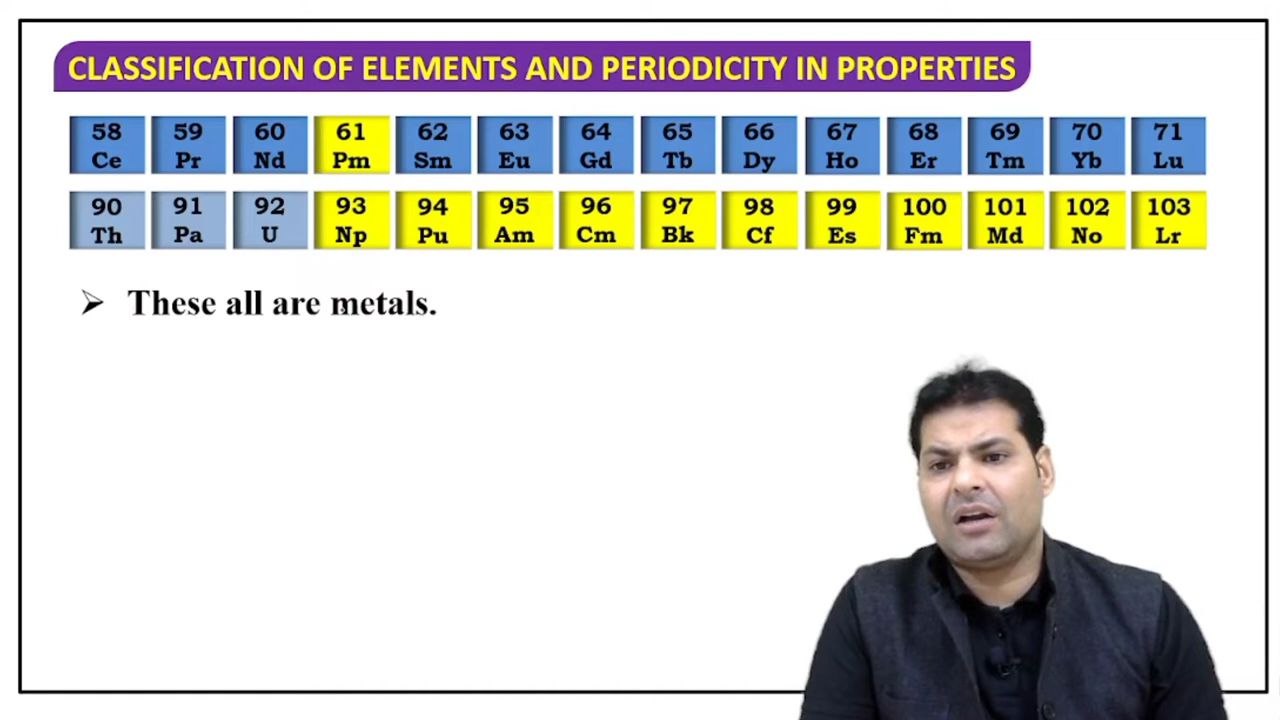 CLASSIFICATION OF ELEMENTS AND PERIODICITY IN PROPERTIES
58 59 60 61 62 63 64 65 66 67 68 69 70 71
Ce Pr Nd Pm Sm Eu Gd Tb Dy Ho Er Tm Yb Lu
90 91 92 93 94 95 96 97 98 99 100 101 102 103
Th Pa U Np Pu Am Cm Bk Cf Es Fm Md No Lr
➢ These all are metals.